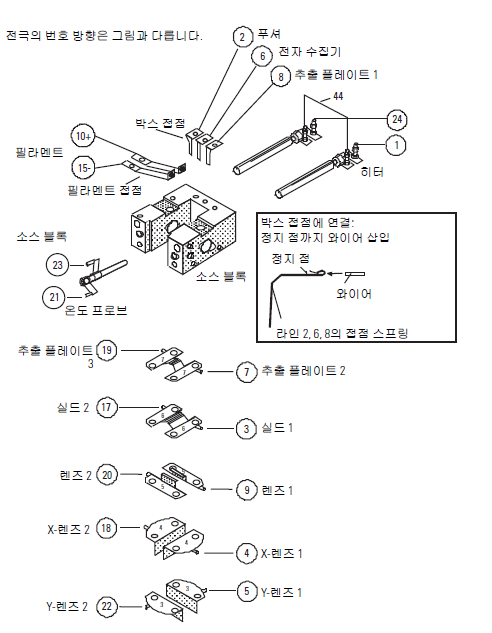 전극의 번호 방향은 그림과 다릅니다.
2 푸셔
6 전자 수집기
8 추출 플레이트 1
44
박스 접점
24
10+
1
필라멘트
15-
히터
필라멘트 접점
박스 접점에 연결:
정지 점까지 와이어 삽입
정지 점
와이어
라인 2, 6, 8의 접점 스프링
소스 블록
23
소스 블록
21
온도 프로브
추출 플레이트 19
3
7
7
7 추출 플레이트 2
실드 2 17
6
6
3 실드 1
렌즈 2 20
5
5
9 렌즈 1
X-렌즈 2 18
4
4
4 X-렌즈 1
3
5 Y-렌즈 1
Y-렌즈 2 22
3